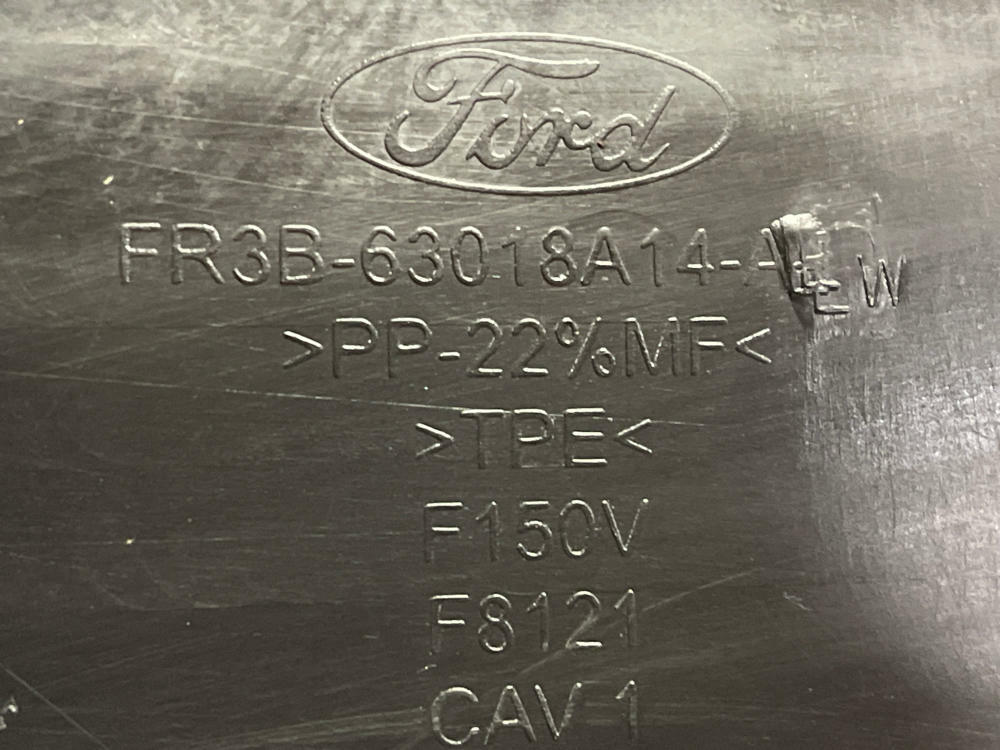 Ford
FR3B-63018A14-A
>PP-22%MF<
>TPE<
F150V
F8121
CAV 1